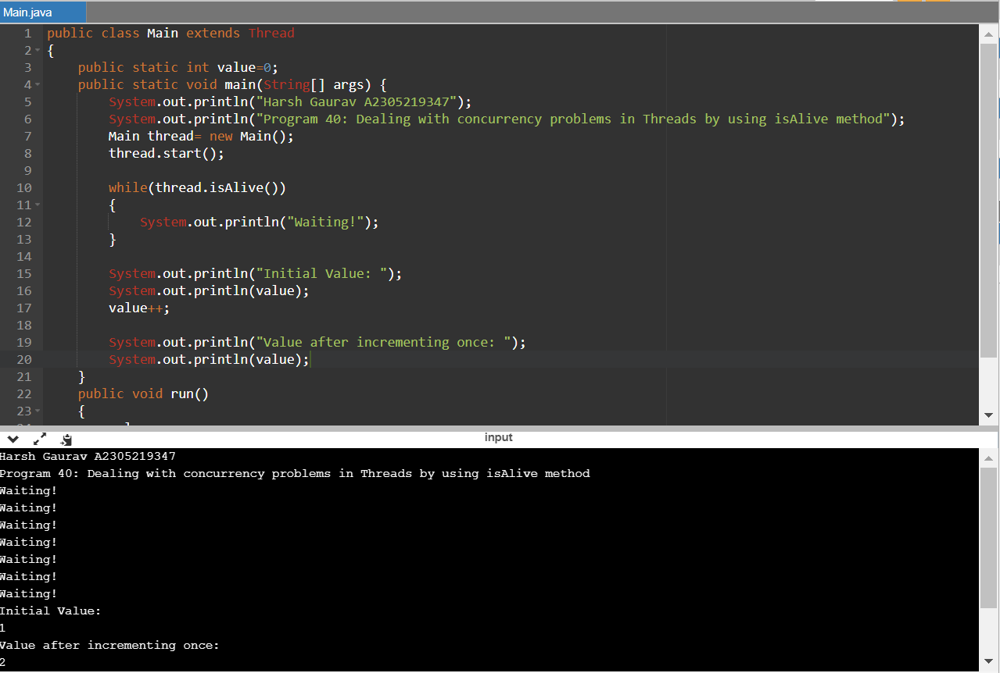 Main.java
1 public class Main extends Thread
2 {
3 public static int value=0;
4 public static void main(String[] args) {
5 System.out.println("Harsh Gaurav A2305219347");
6 System.out.println("Program 40: Dealing with concurrency problems in Threads by using isAlive method");
7 Main thread= new Main();
8 thread.start();
9
10 while(thread.isAlive())
11 {
12 System.out.println("Waiting!");
13 }
14
15 System.out.println("Initial Value: ");
16 System.out.println(value);
17 value++;
18
19 System.out.println("Value after incrementing once: ");
20 System.out.println(value);
21 }
22 public void run()
23 {
input
Harsh Gaurav A2305219347
Program 40: Dealing with concurrency problems in Threads by using isAlive method
Waiting!
Waiting!
Waiting!
Waiting!
Waiting!
Waiting!
Waiting!
Initial Value:
1
Value after incrementing once:
2